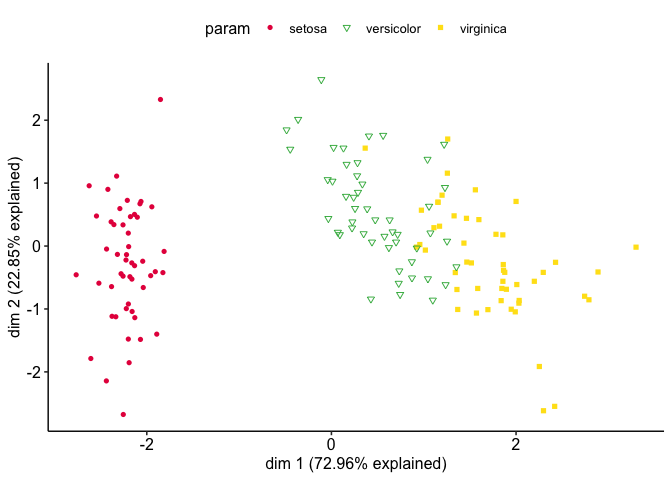 param setosa versicolor virginica
2
1
0
-1
-2
dim 2 (22.85% explained)
-2 0 2
dim 1 (72.96% explained)